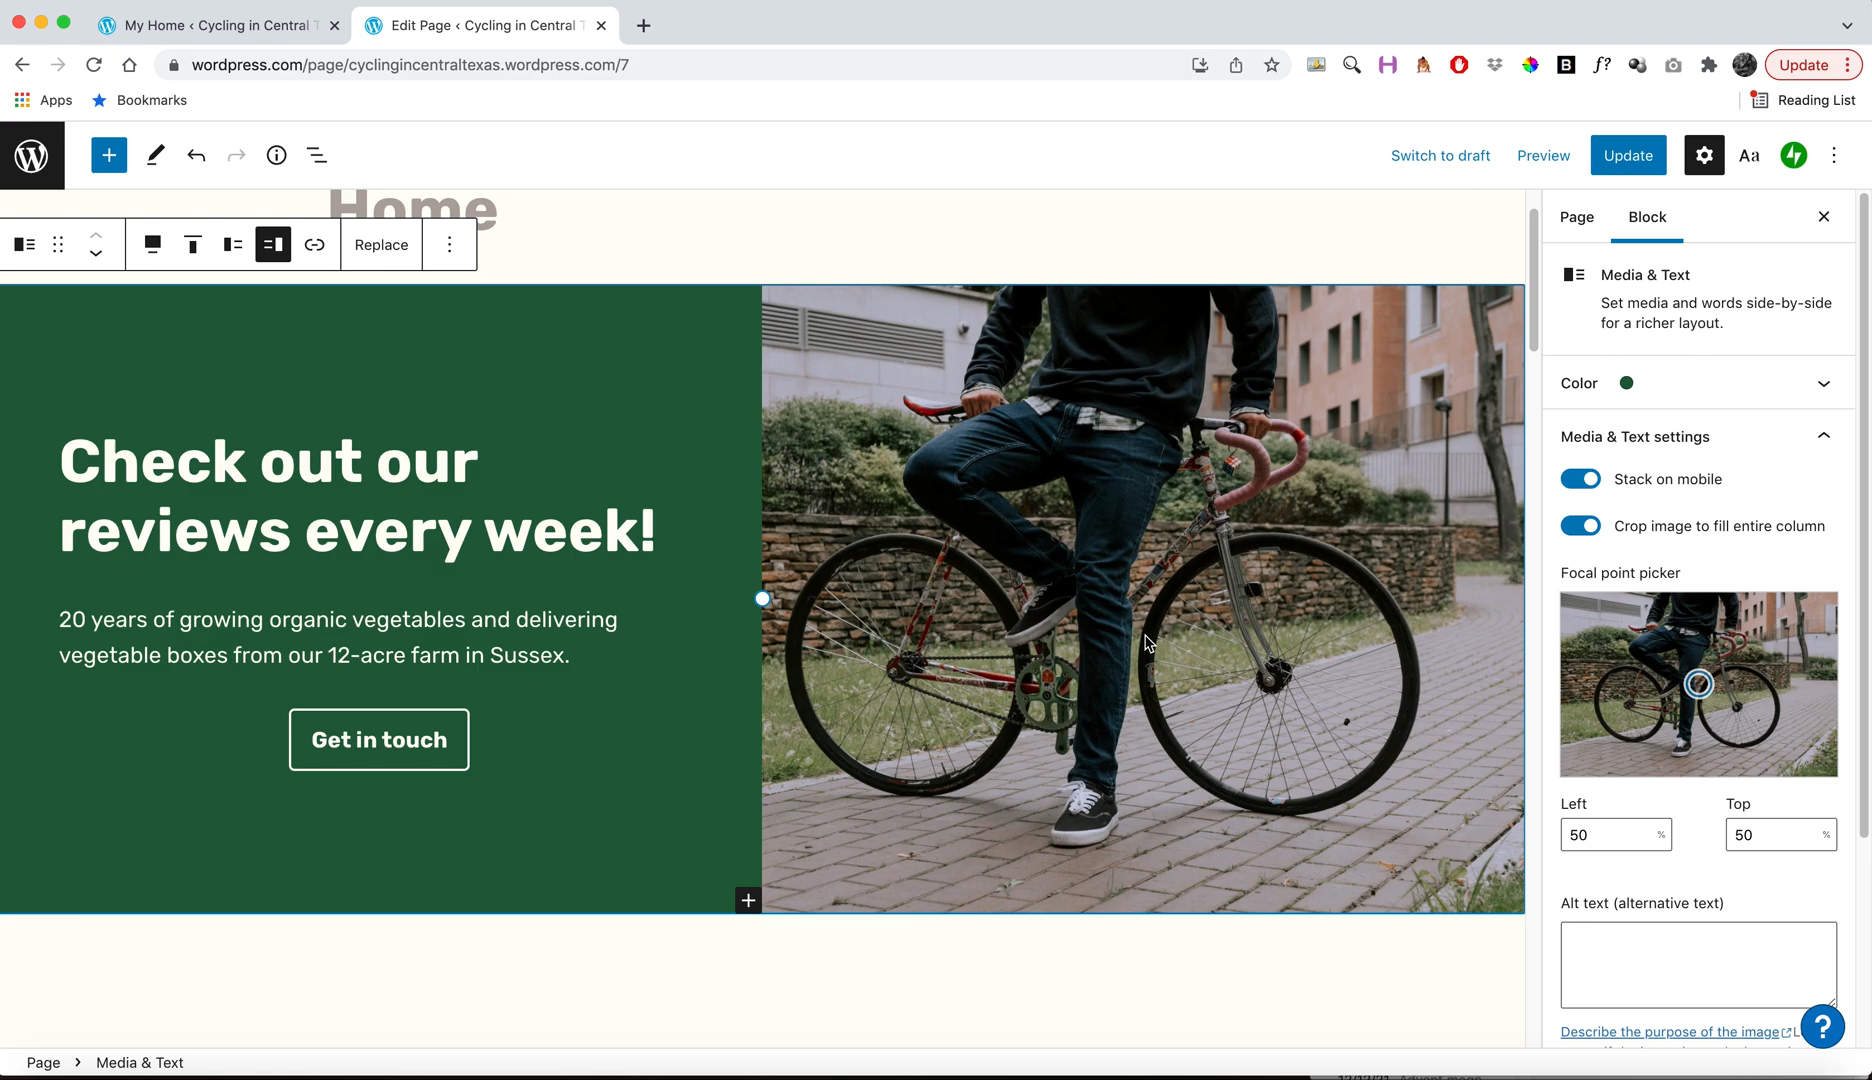 My Home ‹ Cycling in Central T
Edit Page ‹ Cycling in Central T
wordpress.com/page/cyclingincentraltexas.wordpress.com/7
Update
Apps
Bookmarks
Reading List
Switch to draft
Preview
Update
Aa
Home
Replace
Page
Block
Media & Text
Set media and words side-by-side
for a richer layout.
Color
Media & Text settings
Stack on mobile
Crop image to fill entire column
Focal point picker
Left
Top
50 %
50 %
Alt text (alternative text)
Describe the purpose of the image
Check out our
reviews every week!
20 years of growing organic vegetables and delivering
vegetable boxes from our 12-acre farm in Sussex.
Get in touch
Page > Media & Text